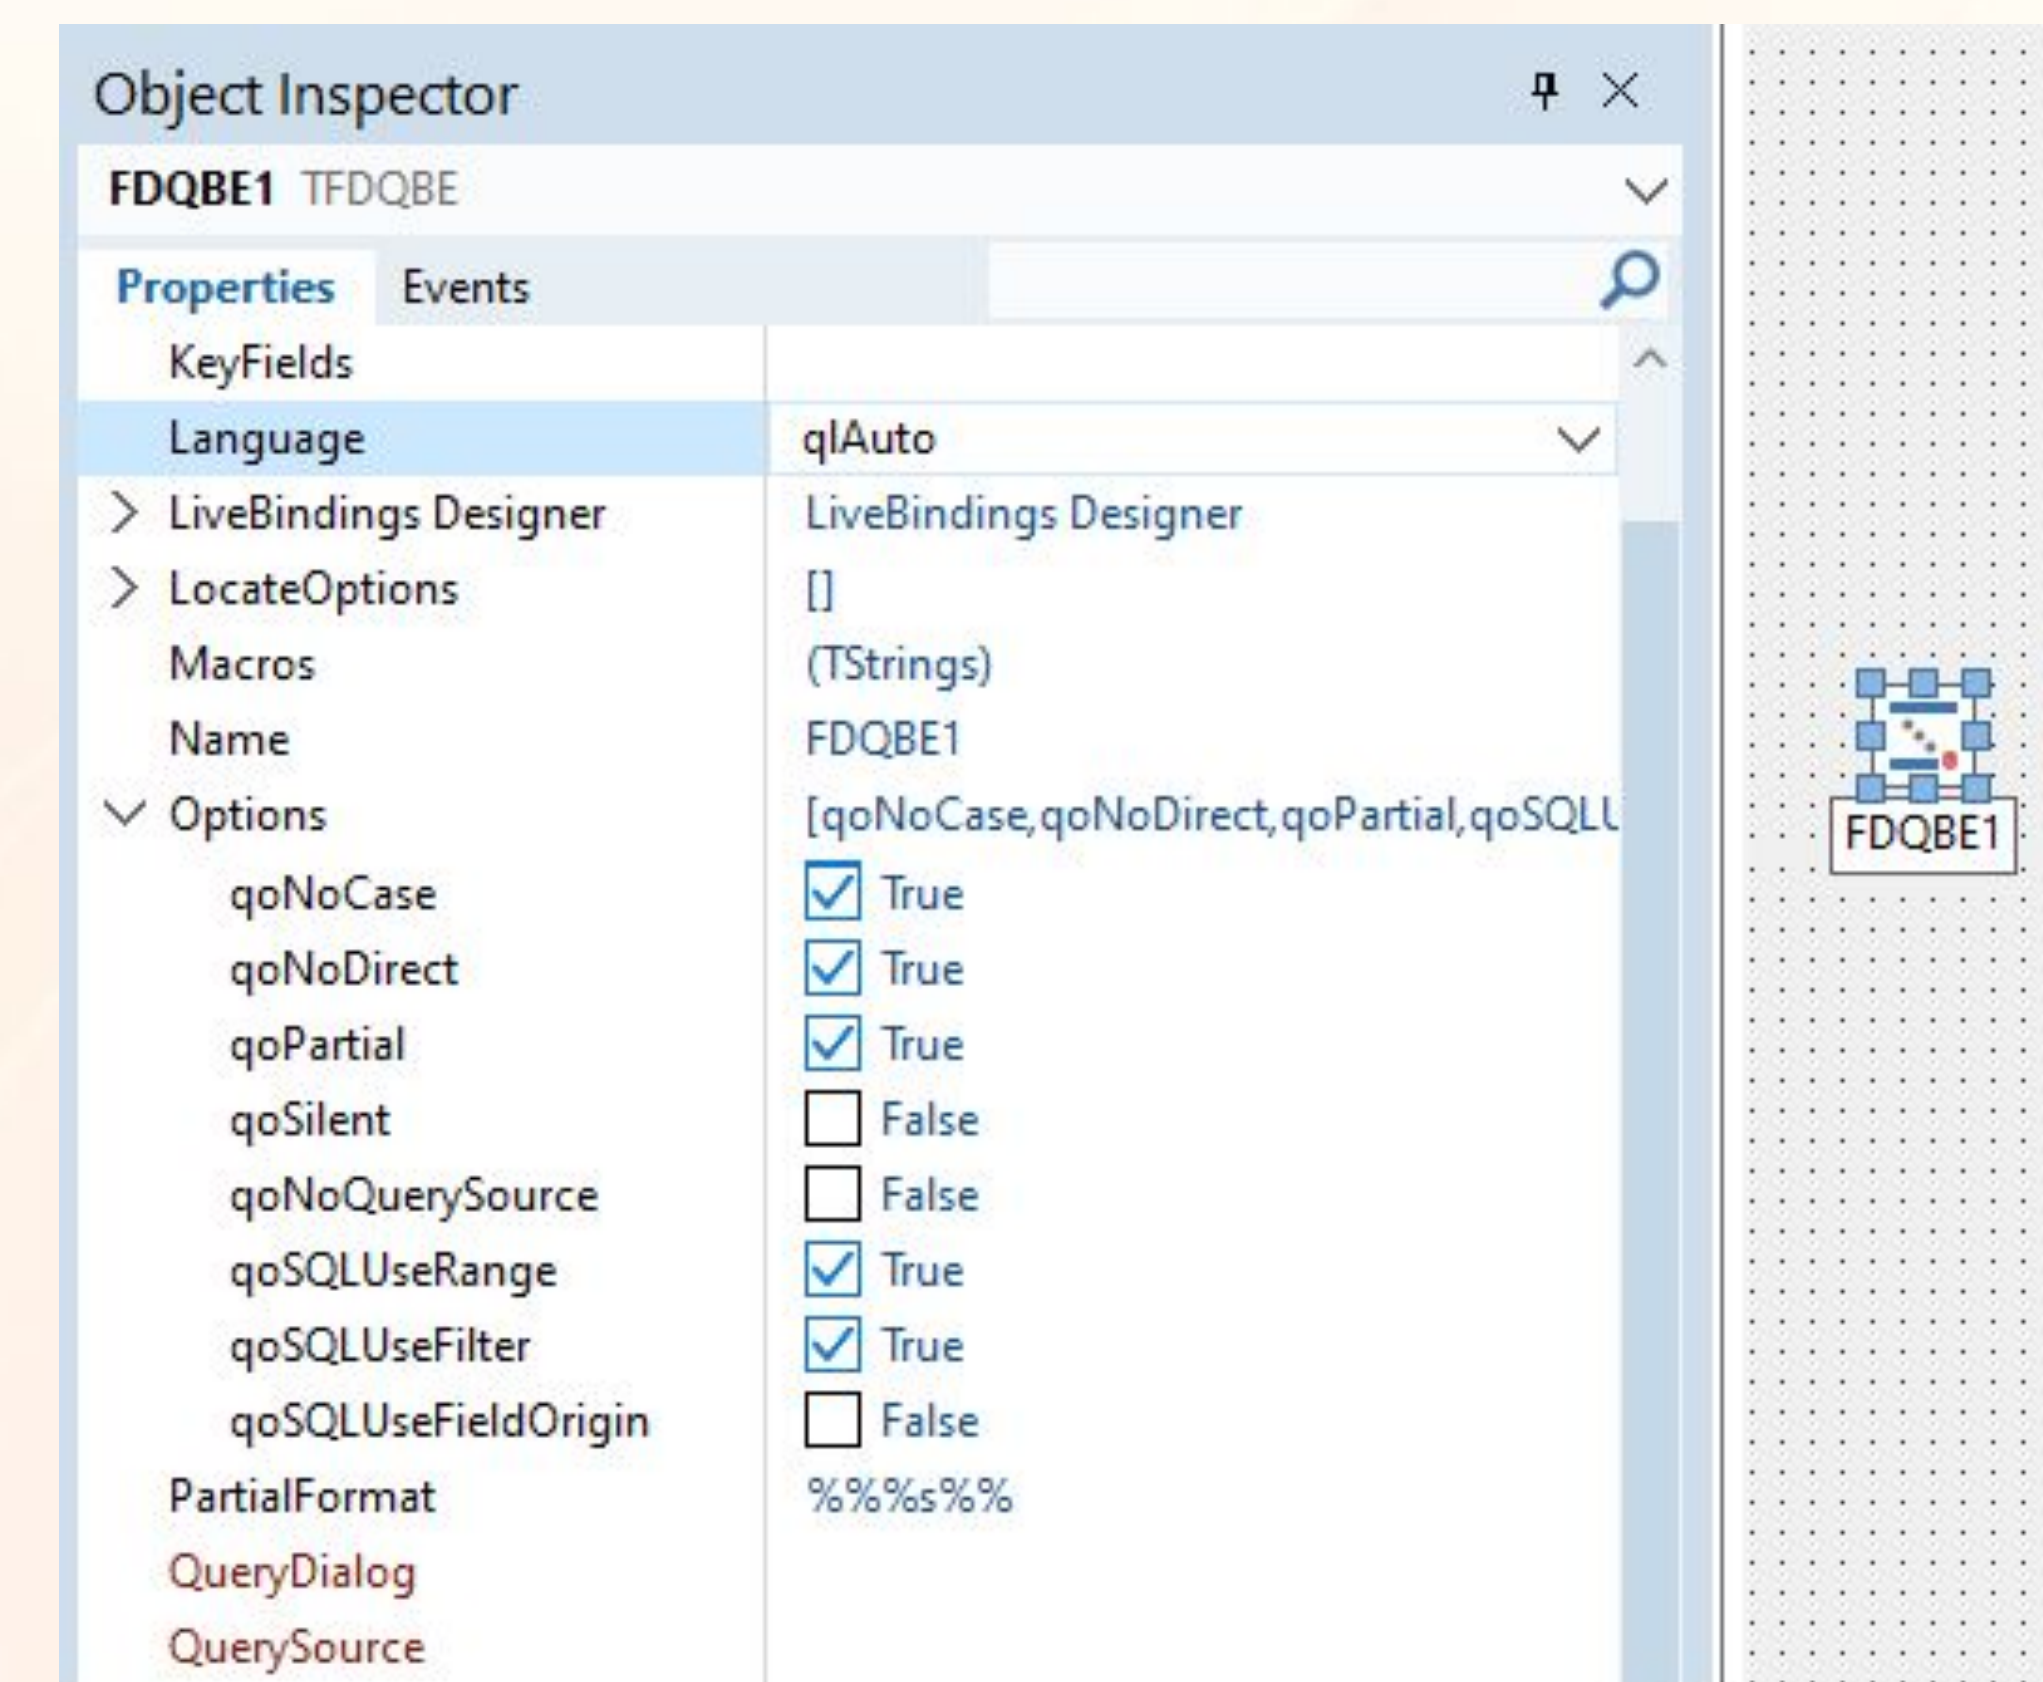 Object Inspector
FDQBE1 TFDQBE
Properties Events
KeyFields
Language qlAuto
LiveBindings Designer LiveBindings Designer
LocateOptions []
Macros (TStrings)
Name FDQBE1
Options [qoNoCase,qoNoDirect,qoPartial,qoSQLU
qoNoCase True
qoNoDirect True
qoPartial True
qoSilent False
qoNoQuerySource False
qoSQLUseRange True
qoSQLUseFilter True
qoSQLUseFieldOrigin False
PartialFormat %%%s%%
QueryDialog
QuerySource
FDQBE1